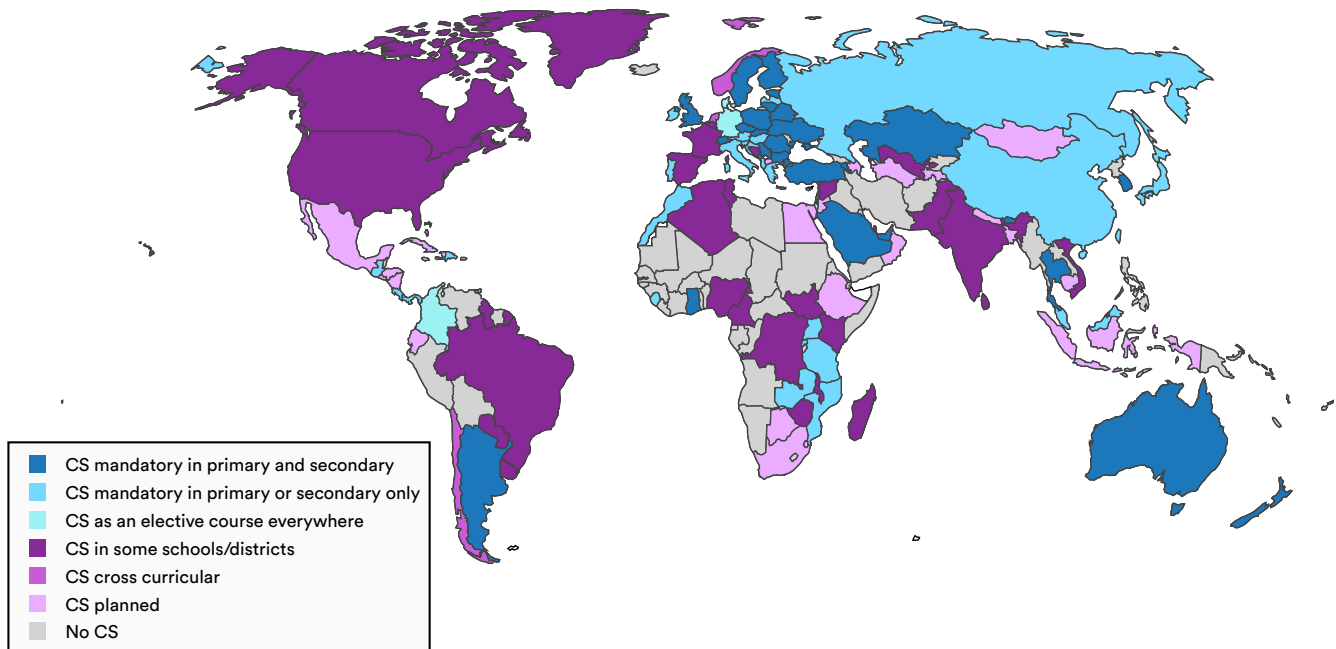 CS mandatory in primary and secondary
CS mandatory in primary or secondary only
CS as an elective course everywhere
CS in some schools/districts
CS cross curricular
CS planned
No CS